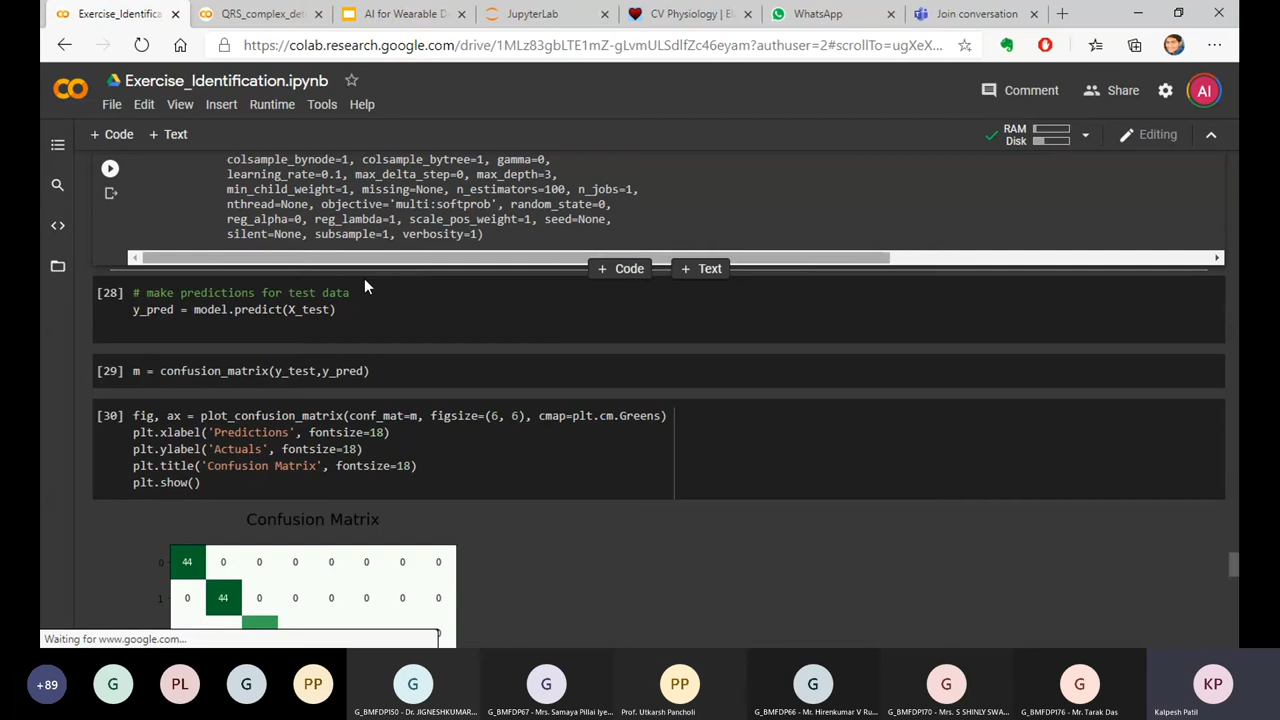 Exercise_Identifica
QRS_complex_det
AI for Wearable D
JupyterLab
CV Physiology | El
WhatsApp
Join conversation
https://colab.research.google.com/drive/1MLz83gbLTE1mZ-gLvmULSdlfZc46eyam?authuser=2#scrollTo=ugXeX...
Exercise_Identification.ipynb
Comment
Share
AI
File Edit View Insert Runtime Tools Help
+ Code + Text
RAM
Disk
Editing
colsample_bynode=1, colsample_bytree=1, gamma=0,
learning_rate=0.1, max_delta_step=0, max_depth=3,
min_child_weight=1, missing=None, n_estimators=100, n_jobs=1,
nthread=None, objective='multi:softprob', random_state=0,
reg_alpha=0, reg_lambda=1, scale_pos_weight=1, seed=None,
silent=None, subsample=1, verbosity=1)
+ Code + Text
[28] # make predictions for test data
y_pred = model.predict(X_test)
[29] m = confusion_matrix(y_test,y_pred)
[30] fig, ax = plot_confusion_matrix(conf_mat=m, figsize=(6, 6), cmap=plt.cm.Greens)
plt.xlabel('Predictions', fontsize=18)
plt.ylabel('Actuals', fontsize=18)
plt.title('Confusion Matrix', fontsize=18)
plt.show()
Confusion Matrix
0 44 0 0 0 0 0 0 0
1 0 44 0 0 0 0 0 0
Waiting for www.google.com...
+89 G PL G PP G G PP G G G KP
G_BMFDP150 - Dr. JIGNESHKUMAR...
G_BMFDP67 - Mrs. Samaya Pillai Iye...
Prof. Utkarsh Pancholi
G_BMFDP66 - Mr. Hirenkumar V Ru...
G_BMFDP170 - Mrs. S SHINLY SWA...
G_BMFDP176 - Mr. Tarak Das
Kalpesh Patil